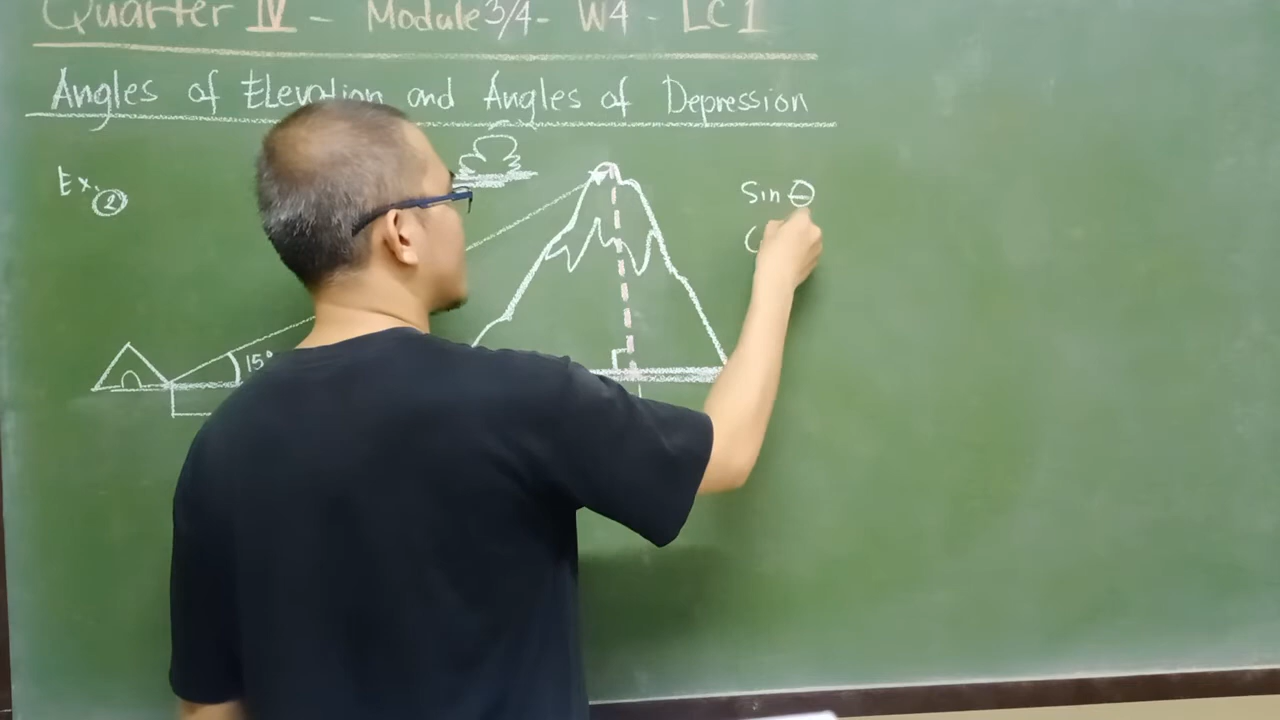 Quarter IV - Module 3/4 - W4 - LC 1
Angles of Elevation and Angles of Depression
Ex. 2
Sin θ
15°